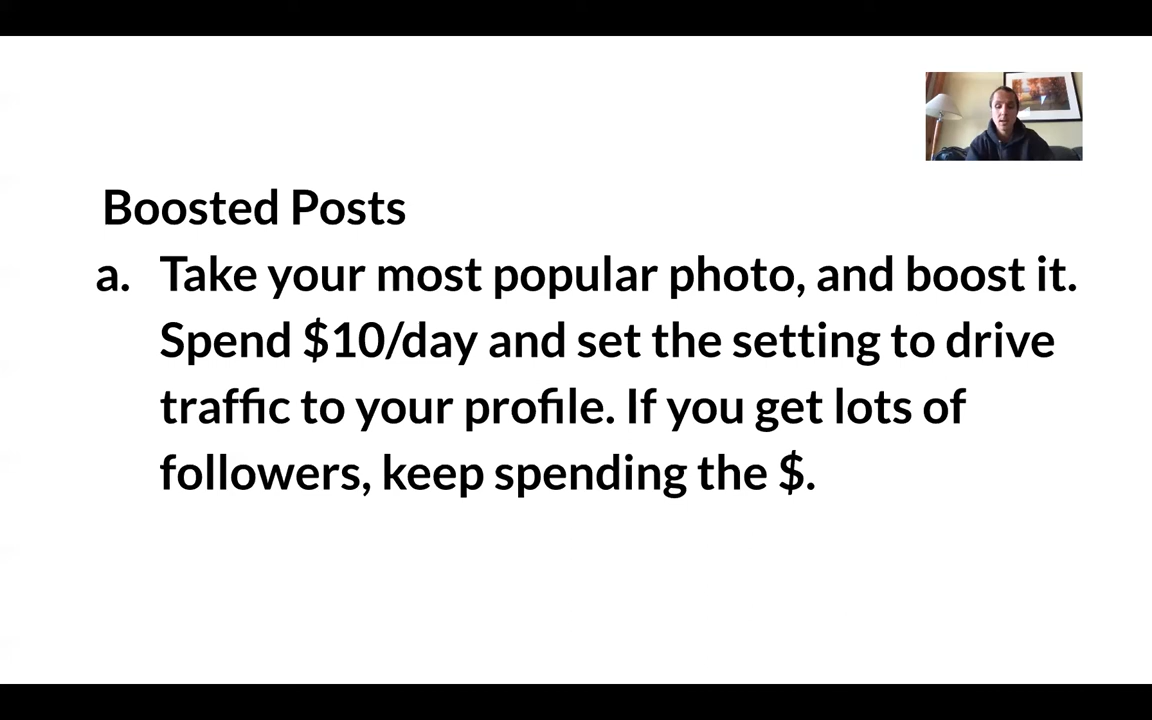 Boosted Posts
a. Take your most popular photo, and boost it.
Spend $10/day and set the setting to drive
traffic to your profile. If you get lots of
followers, keep spending the $.